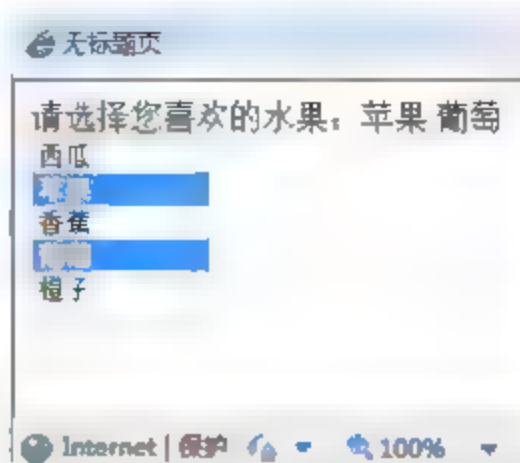 无标题页
请选择您喜欢的水果：苹果 葡萄
西瓜
香蕉
橙子
Internet | 保护
100%